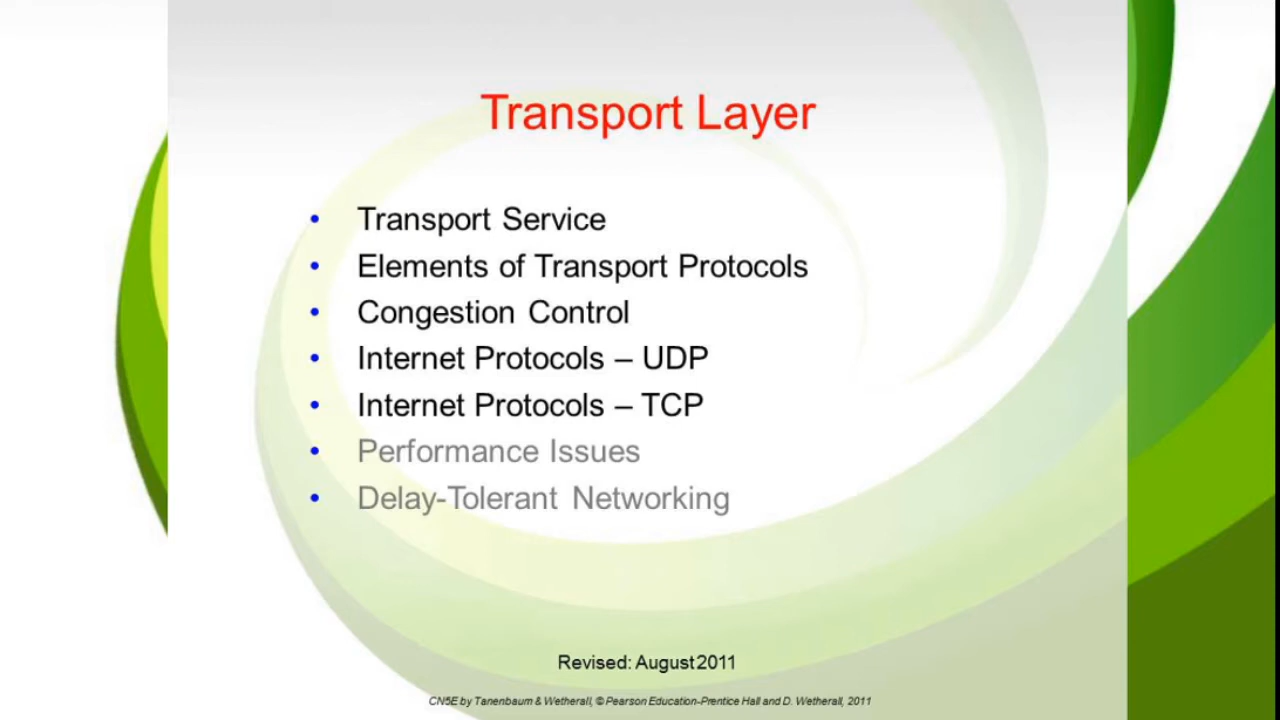 Transport Layer
• Transport Service
• Elements of Transport Protocols
• Congestion Control
• Internet Protocols – UDP
• Internet Protocols – TCP
• Performance Issues
• Delay-Tolerant Networking
Revised: August 2011
CN5E by Tanenbaum & Wetherall, © Pearson Education-Prentice Hall and D. Wetherall, 2011